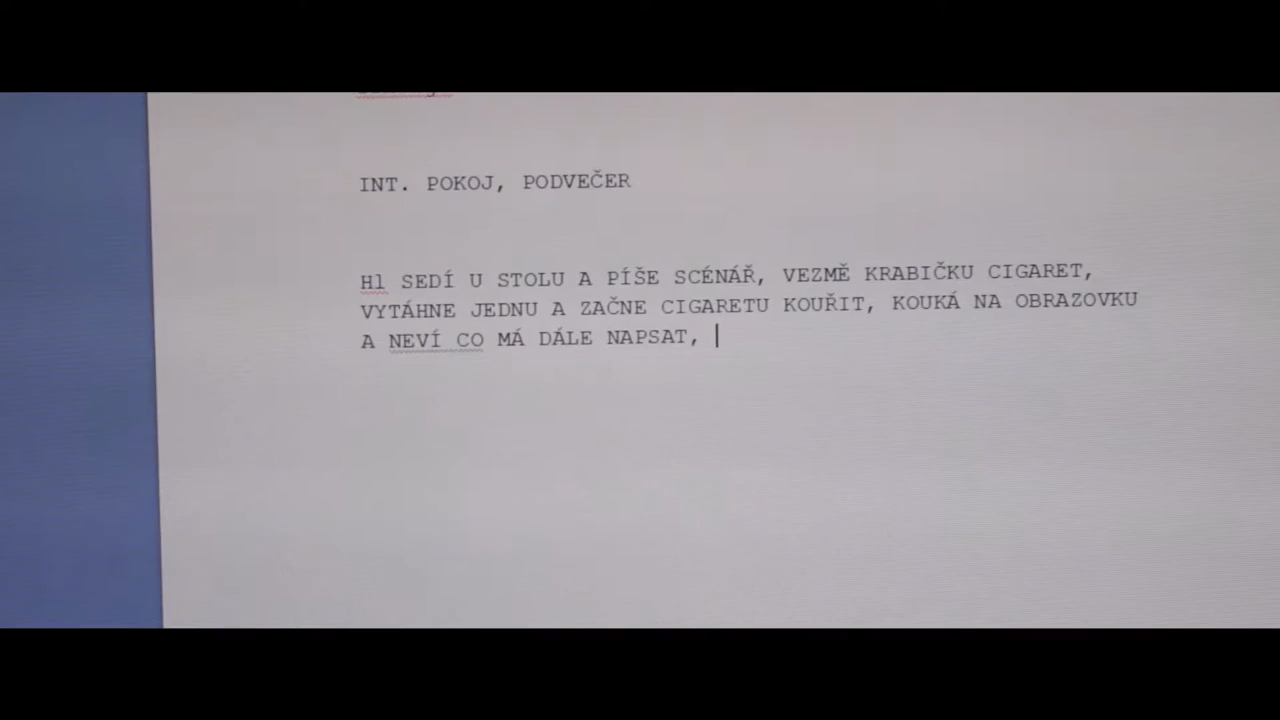 INT. POKOJ, PODVEČER
Hl SEDÍ U STOLU A PÍŠE SCÉNÁŘ, VEZMĚ KRABIČKU CIGARET,
VYTÁHNE JEDNU A ZAČNE CIGARETU KOUŘIT, KOUKÁ NA OBRAZOVKU
A NEVÍ CO MÁ DÁLE NAPSAT,